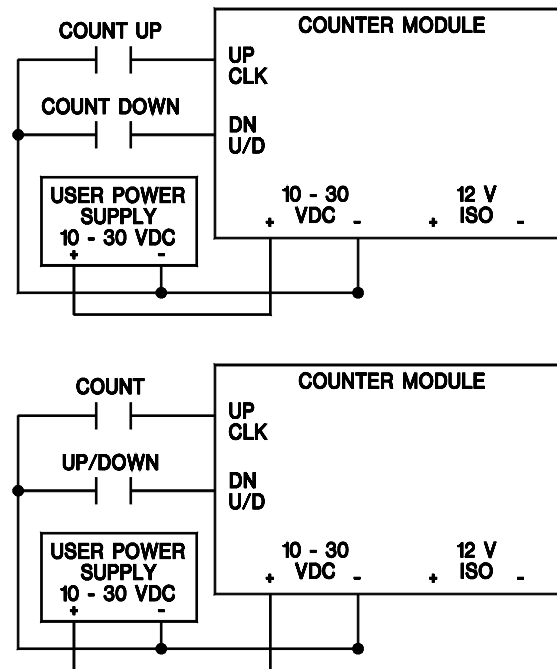 COUNT UP
COUNTER MODULE
UP
CLK
COUNT DOWN
DN
U/D
USER POWER
SUPPLY
10 - 30 VDC
+ -
10 - 30
+ VDC -
12 V
+ ISO -
COUNT
COUNTER MODULE
UP
CLK
UP/DOWN
DN
U/D
USER POWER
SUPPLY
10 - 30 VDC
+ -
10 - 30
+ VDC -
12 V
+ ISO -